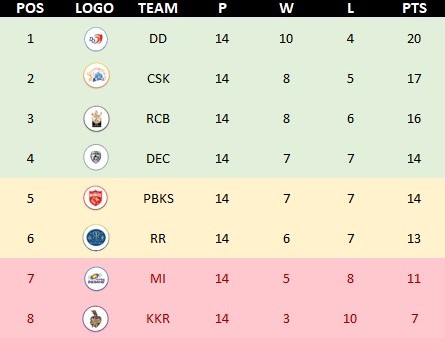 POS LOGO TEAM P W L PTS
1 DD 14 10 4 20
2 CSK 14 8 5 17
3 RCB 14 8 6 16
4 DEC 14 7 7 14
5 PBKS 14 7 7 14
6 RR 14 6 7 13
7 MI 14 5 8 11
8 KKR 14 3 10 7